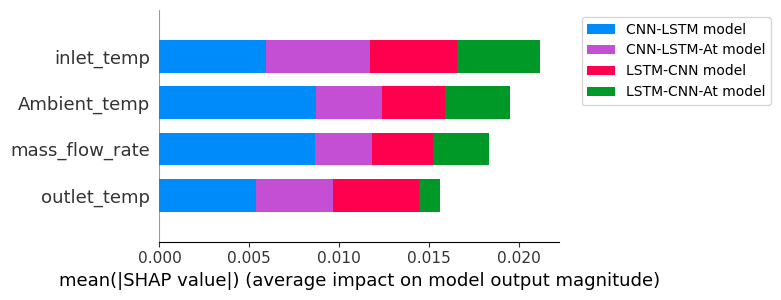 CNN-LSTM model
CNN-LSTM-At model
LSTM-CNN model
LSTM-CNN-At model
inlet_temp
Ambient_temp
mass_flow_rate
outlet_temp
0.000 0.005 0.010 0.015 0.020
mean(|SHAP value|) (average impact on model output magnitude)